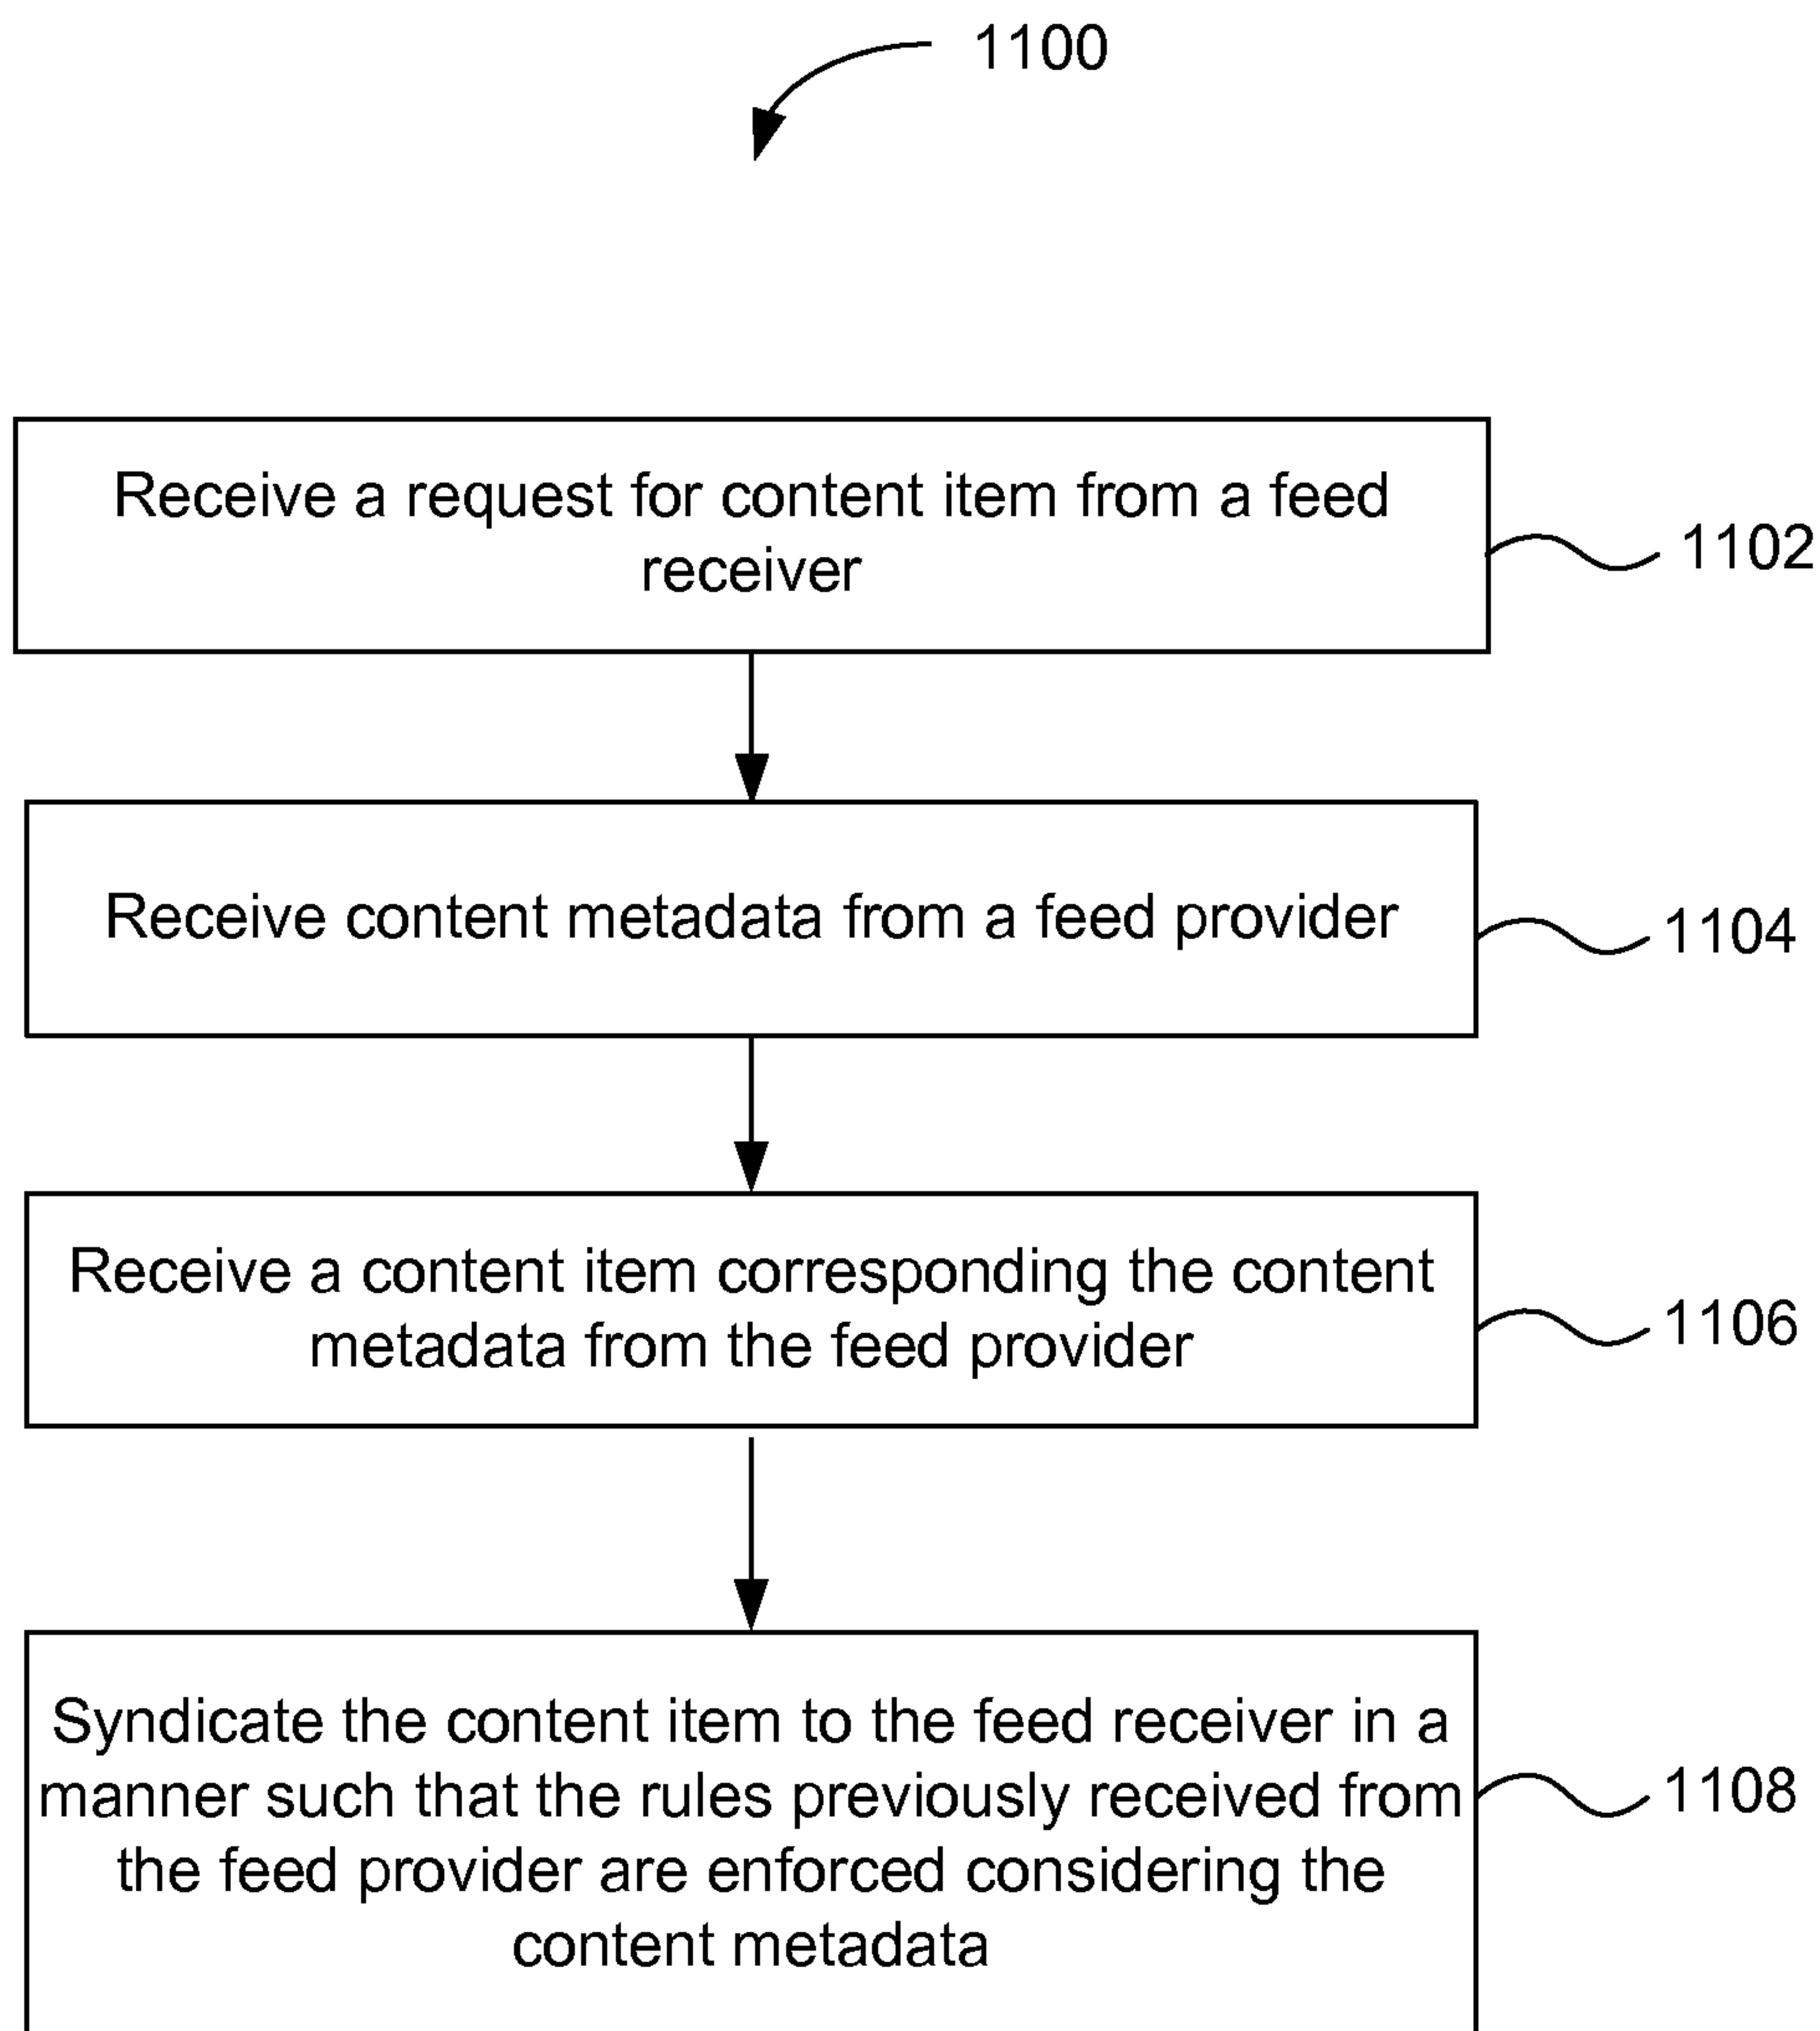 1100
Receive a request for content item from a feed
receiver
1102
Receive content metadata from a feed provider
1104
Receive a content item corresponding the content
metadata from the feed provider
1106
Syndicate the content item to the feed receiver in a
manner such that the rules previously received from
the feed provider are enforced considering the
content metadata
1108